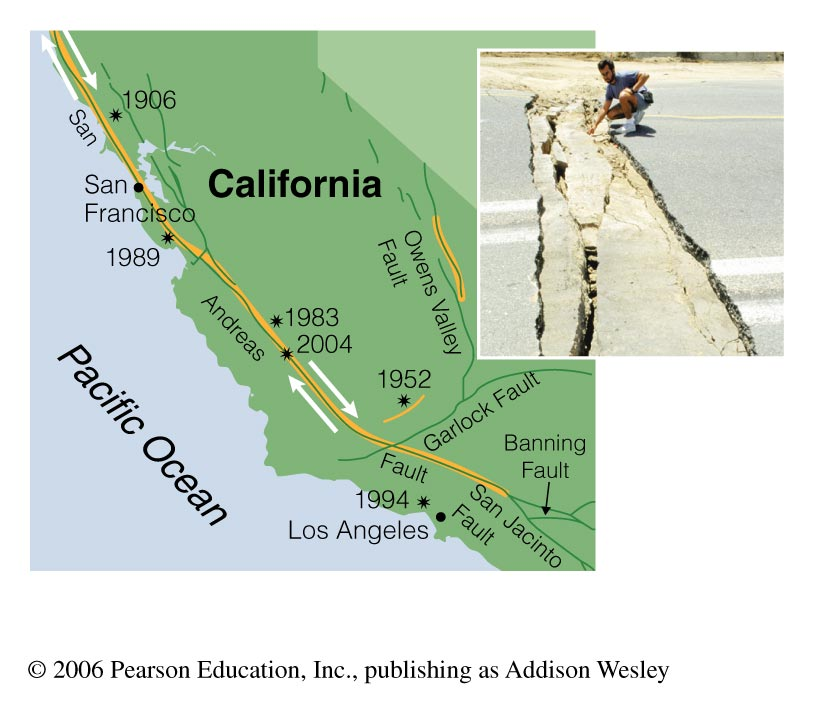 1906
San
San
Francisco
1989
California
Andreas
1983
2004
Owens Valley
Fault
Pacific Ocean
1952
Garlock Fault
Banning
Fault
Fault
1994
Los Angeles
San Jacinto
Fault
© 2006 Pearson Education, Inc., publishing as Addison Wesley